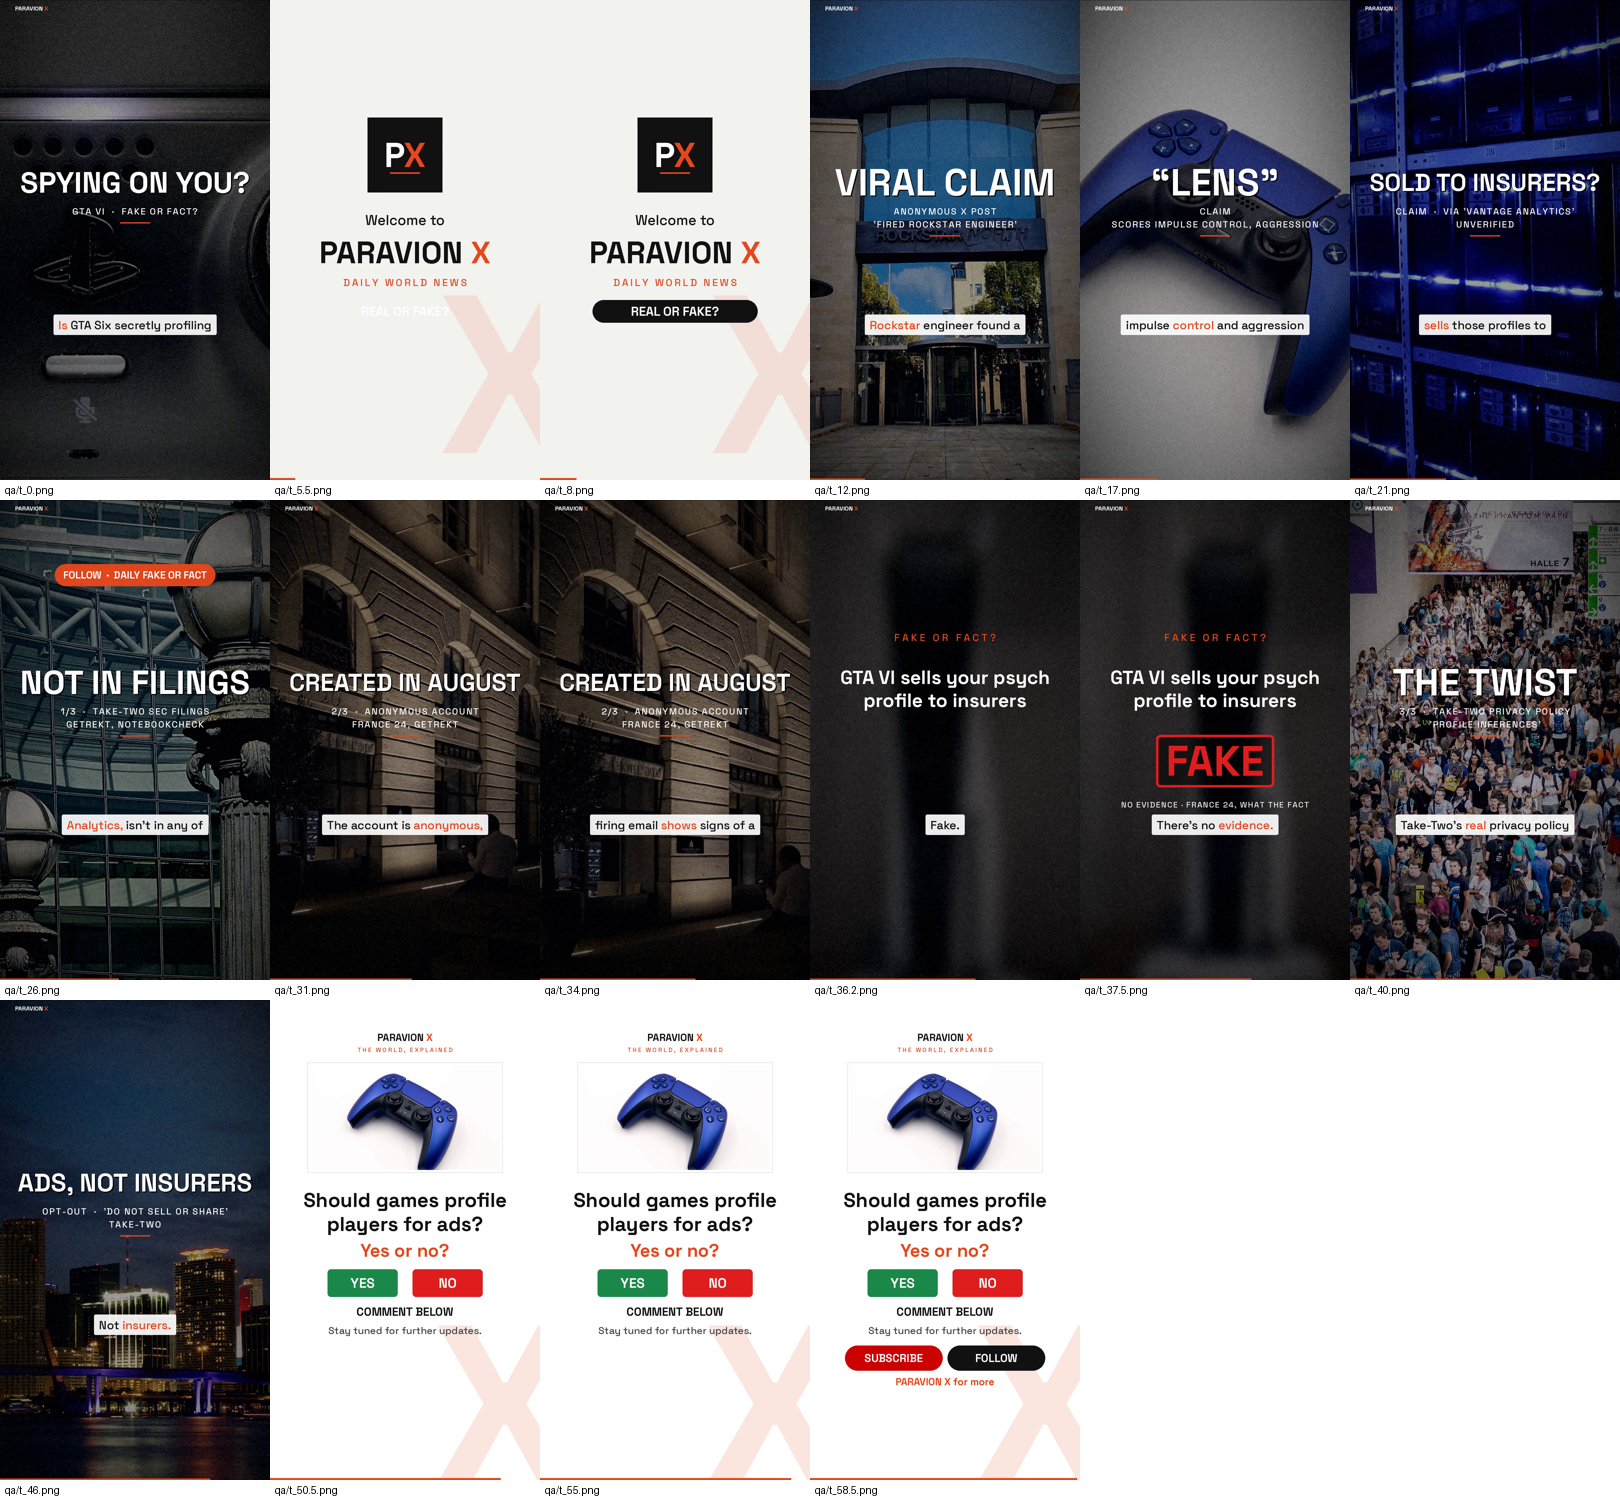 PARAVION X
SPYING ON YOU?
GTA VI · FAKE OR FACT?
Is GTA Six secretly profiling
qa/t_0.png
PX
Welcome to
PARAVION X
DAILY WORLD NEWS
REAL OR FAKE?
X
qa/t_5.5.png
PX
Welcome to
PARAVION X
DAILY WORLD NEWS
REAL OR FAKE?
X
qa/t_8.png
PARAVION X
VIRAL CLAIM
ANONYMOUS X POST
'FIRED ROCKSTAR ENGINEER'
ROCKSTAR NORTH
Rockstar engineer found a
qa/t_12.png
PARAVION X
“LENS”
CLAIM
SCORES IMPULSE CONTROL, AGGRESSION
impulse control and aggression
qa/t_17.png
PARAVION X
SOLD TO INSURERS?
CLAIM · VIA 'VANTAGE ANALYTICS'
UNVERIFIED
sells those profiles to
qa/t_21.png
PARAVION X
FOLLOW · DAILY FAKE OR FACT
NOT IN FILINGS
1/3 · TAKE-TWO SEC FILINGS
GETREKT, NOTEBOOKCHECK
Analytics, isn't in any of
qa/t_26.png
PARAVION X
CREATED IN AUGUST
2/3 · ANONYMOUS ACCOUNT
FRANCE 24, GETREKT
The account is anonymous,
qa/t_31.png
PARAVION X
CREATED IN AUGUST
2/3 · ANONYMOUS ACCOUNT
FRANCE 24, GETREKT
firing email shows signs of a
qa/t_34.png
PARAVION X
FAKE OR FACT?
GTA VI sells your psych
profile to insurers
Fake.
qa/t_36.2.png
PARAVION X
FAKE OR FACT?
GTA VI sells your psych
profile to insurers
FAKE
NO EVIDENCE · FRANCE 24, WHAT THE FACT
There's no evidence.
qa/t_37.5.png
PARAVION X
THE PHANTOM PAIN
HALLE 7
THE TWIST
3/3 · TAKE-TWO PRIVACY POLICY
'PROFILE INFERENCES'
Take-Two's real privacy policy
qa/t_40.png
PARAVION X
ADS, NOT INSURERS
OPT-OUT · 'DO NOT SELL OR SHARE'
TAKE-TWO
Not insurers.
qa/t_46.png
PARAVION X
THE WORLD, EXPLAINED
Should games profile
players for ads?
Yes or no?
YES NO
COMMENT BELOW
Stay tuned for further updates.
X
qa/t_50.5.png
PARAVION X
THE WORLD, EXPLAINED
Should games profile
players for ads?
Yes or no?
YES NO
COMMENT BELOW
Stay tuned for further updates.
X
qa/t_55.png
PARAVION X
THE WORLD, EXPLAINED
Should games profile
players for ads?
Yes or no?
YES NO
COMMENT BELOW
Stay tuned for further updates.
SUBSCRIBE FOLLOW
PARAVION X for more
X
qa/t_58.5.png